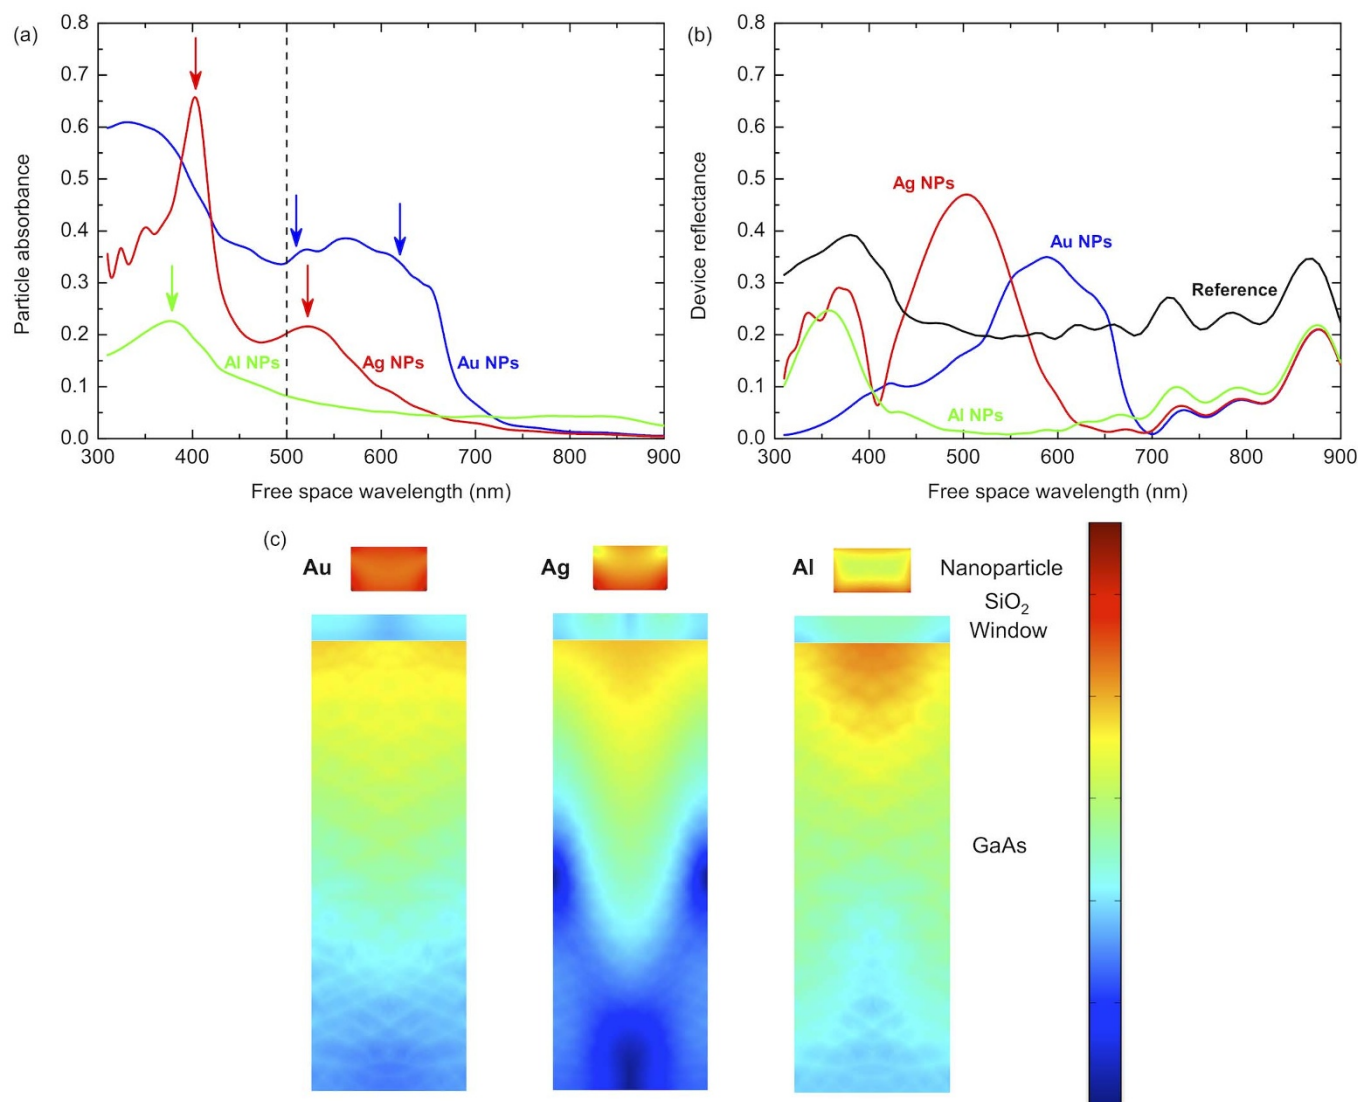 (a)
0.8
0.7
0.6
0.5
0.4
0.3
0.2
0.1
0.0
Particle absorbance
Al NPs
Ag NPs
Au NPs
300 400 500 600 700 800 900
Free space wavelength (nm)
(b)
0.8
0.7
0.6
0.5
0.4
0.3
0.2
0.1
0.0
Device reflectance
Ag NPs
Au NPs
Reference
Al NPs
300 400 500 600 700 800 900
Free space wavelength (nm)
(c)
Au Ag Al Nanoparticle
SiO₂
Window
GaAs